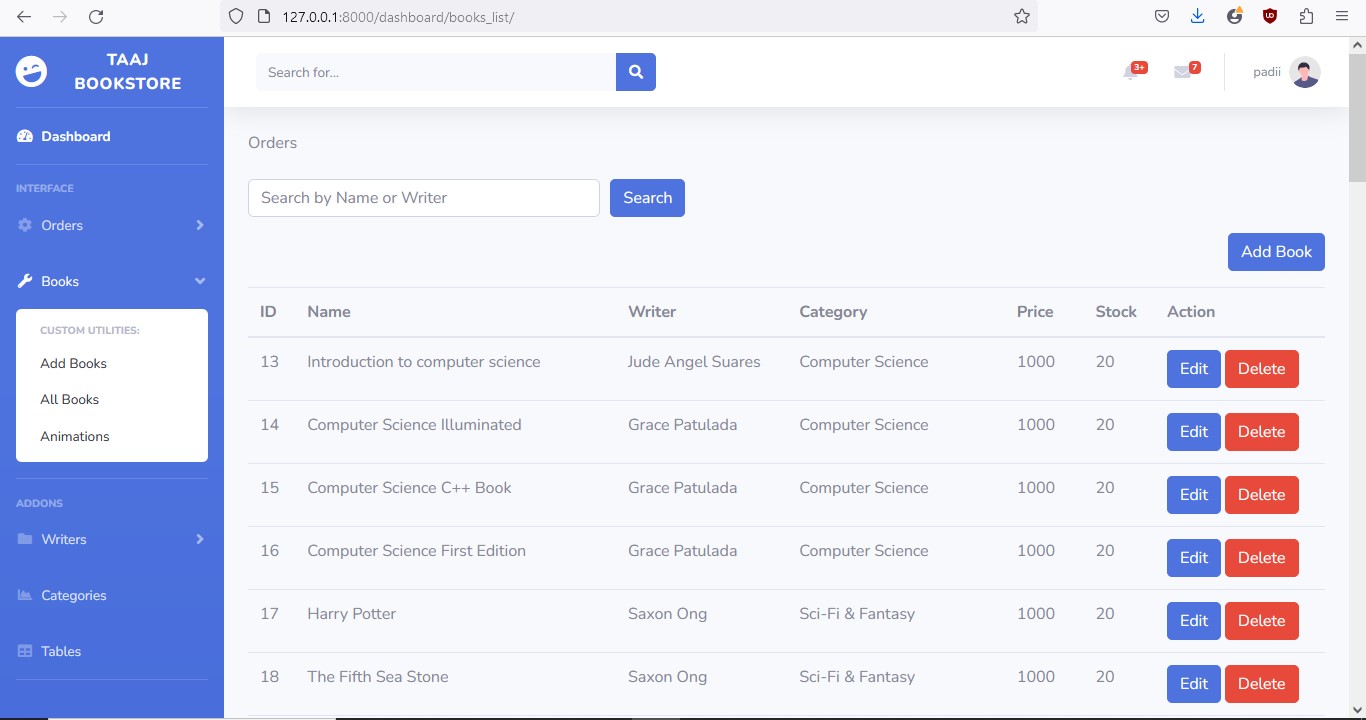 127.0.0.1:8000/dashboard/books_list/
TAAJ
BOOKSTORE
Search for...
3+
7
padii
Dashboard
INTERFACE
Orders
Books
CUSTOM UTILITIES:
Add Books
All Books
Animations
ADDONS
Writers
Categories
Tables
Orders
Search by Name or Writer Search
Add Book
ID Name Writer Category Price Stock Action
13 Introduction to computer science Jude Angel Suares Computer Science 1000 20 Edit Delete
14 Computer Science Illuminated Grace Patulada Computer Science 1000 20 Edit Delete
15 Computer Science C++ Book Grace Patulada Computer Science 1000 20 Edit Delete
16 Computer Science First Edition Grace Patulada Computer Science 1000 20 Edit Delete
17 Harry Potter Saxon Ong Sci-Fi & Fantasy 1000 20 Edit Delete
18 The Fifth Sea Stone Saxon Ong Sci-Fi & Fantasy 1000 20 Edit Delete